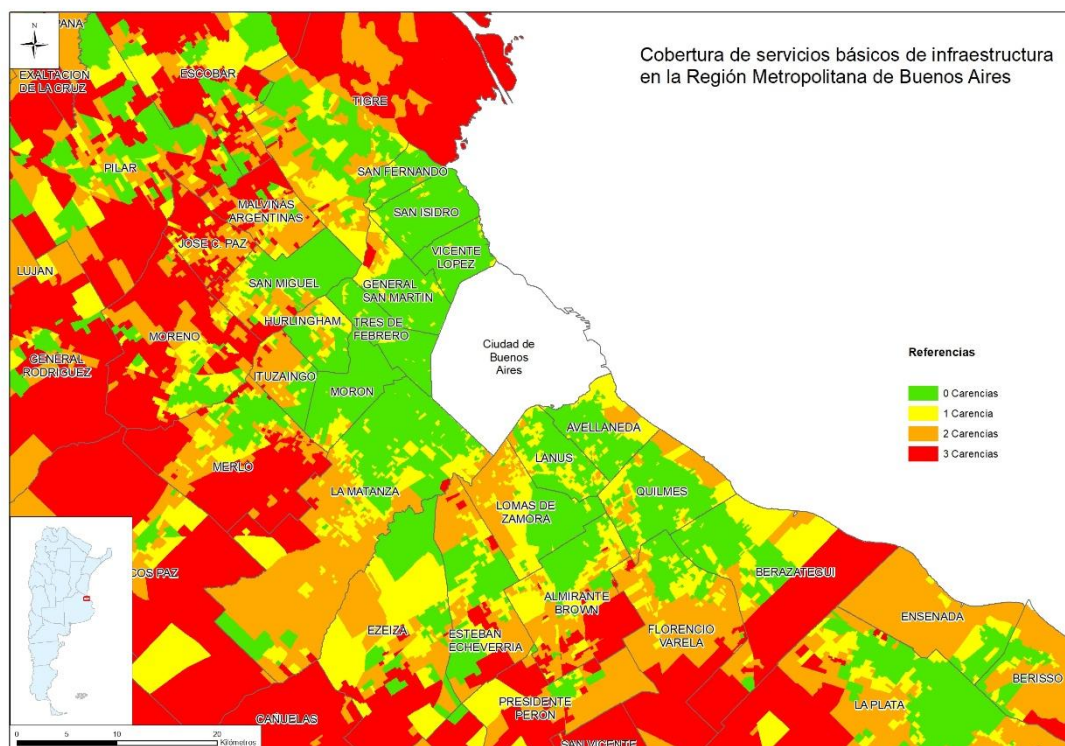 Cobertura de servicios básicos de infraestructura
en la Región Metropolitana de Buenos Aires
N
PANA
EXALTACION
DE LA CRUZ
ESCOBAR
TIGRE
PILAR
SAN FERNANDO
MALVINAS
ARGENTINAS
SAN ISIDRO
JOSE C. PAZ
VICENTE
LOPEZ
LUJAN
SAN MIGUEL
GENERAL
SAN MARTIN
HURLINGHAM
TRES DE
FEBRERO
MORENO
Ciudad de
Buenos
Aires
GENERAL
RODRIGUEZ
ITUZAINGO
MORON
Referencias
0 Carencias
1 Carencia
2 Carencias
3 Carencias
AVELLANEDA
LANUS
MERLO
LA MATANZA
QUILMES
LOMAS DE
ZAMORA
COS PAZ
BERAZATEGUI
ALMIRANTE
BROWN
ENSENADA
EZEIZA
ESTEBAN
ECHEVERRIA
FLORENCIO
VARELA
BERISSO
PRESIDENTE
PERON
LA PLATA
CAÑUELAS
SAN VICENTE
0 5 10 20
Kilómetros